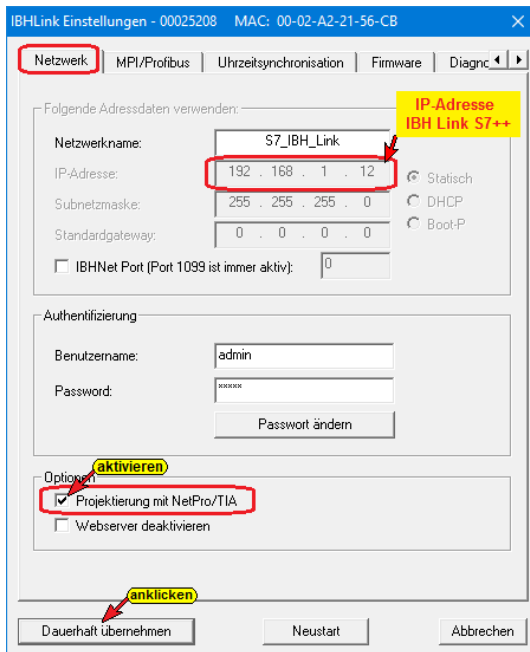 IBHLink Einstellungen - 00025208 MAC: 00-02-A2-21-56-CB
Netzwerk MPI/Profibus Uhrzeitsynchronisation Firmware Diagno
Folgende Adressdaten verwenden:
IP-Adresse
IBH Link S7++
Netzwerkname: S7_IBH_Link
IP-Adresse: 192 . 168 . 1 . 12 Statisch
Subnetzmaske: 255 . 255 . 255 . 0 DHCP
Standardgateway: 0 . 0 . 0 . 0 Boot-P
IBHNet Port (Port 1099 ist immer aktiv): 0
Authentifizierung
Benutzername: admin
Password: xxxxx
Passwort ändern
aktivieren
Optionen
Projektierung mit NetPro/TIA
Webserver deaktivieren
anklicken
Dauerhaft übernehmen Neustart Abbrechen